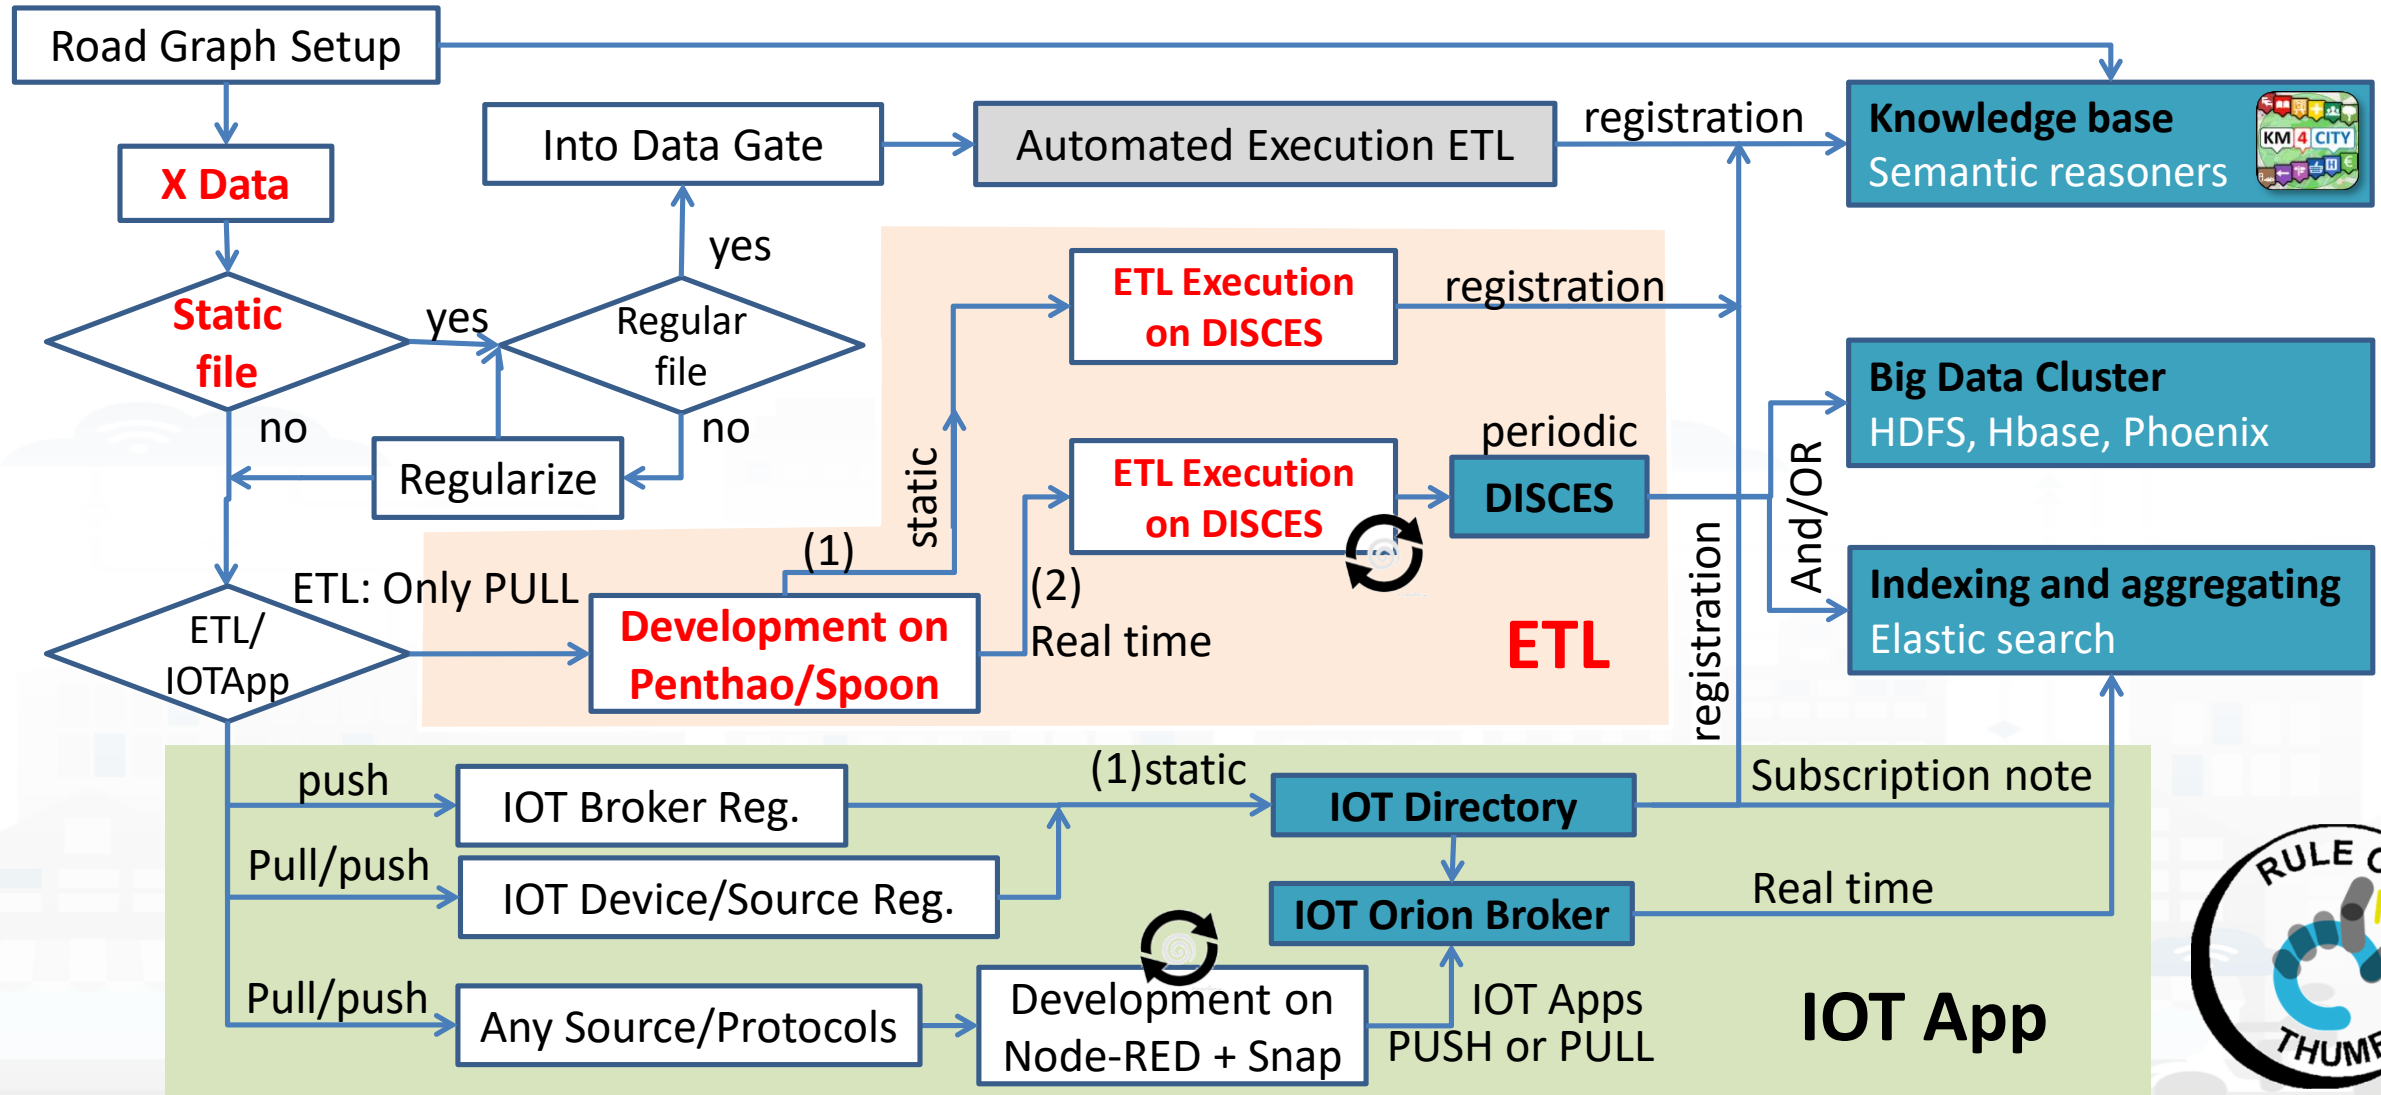 Road Graph Setup
X Data
Into Data Gate
Automated Execution ETL
registration
Knowledge base
Semantic reasoners
KM 4 CITY
Static
file
yes
Regular
file
yes
no
no
Regularize
ETL Execution
on DISCES
registration
static
ETL Execution
on DISCES
periodic
DISCES
Big Data Cluster
HDFS, Hbase, Phoenix
And/OR
Indexing and aggregating
Elastic search
registration
ETL/
IOTApp
ETL: Only PULL
(1)
Development on
Penthao/Spoon
(2)
Real time
ETL
push
IOT Broker Reg.
(1)static
IOT Directory
Subscription note
Pull/push
IOT Device/Source Reg.
IOT Orion Broker
Real time
Pull/push
Any Source/Protocols
Development on
Node-RED + Snap
IOT Apps
PUSH or PULL
IOT App
RULE
THUM